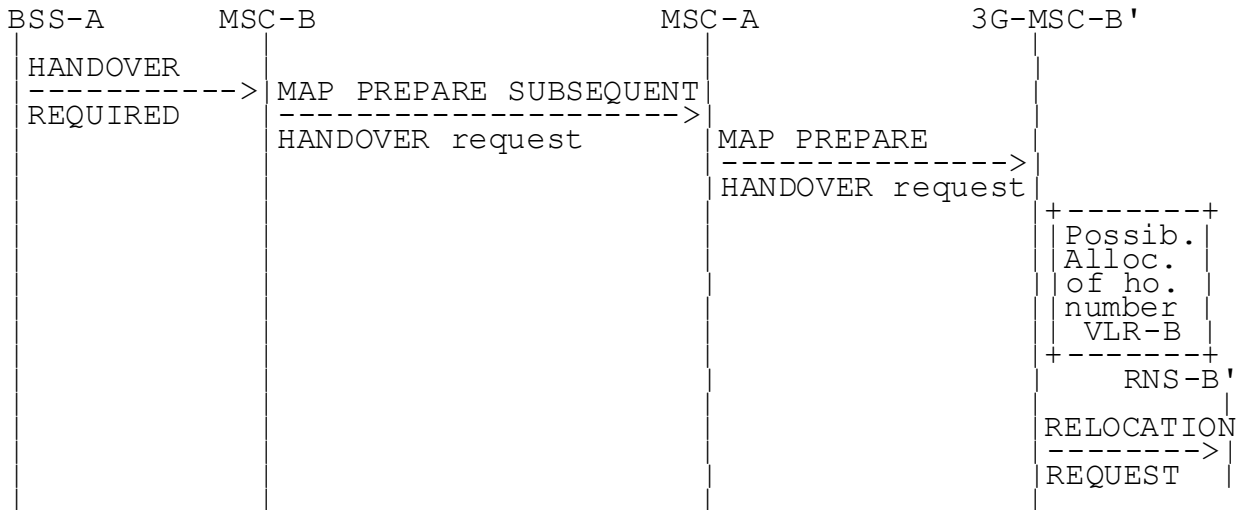 BSS-A MSC-B MSC-A 3G-MSC-B'
HANDOVER
MAP PREPARE SUBSEQUENT
REQUIRED
HANDOVER request
MAP PREPARE
HANDOVER request
Possib.
Alloc.
of ho.
number
VLR-B
RNS-B'
RELOCATION
REQUEST